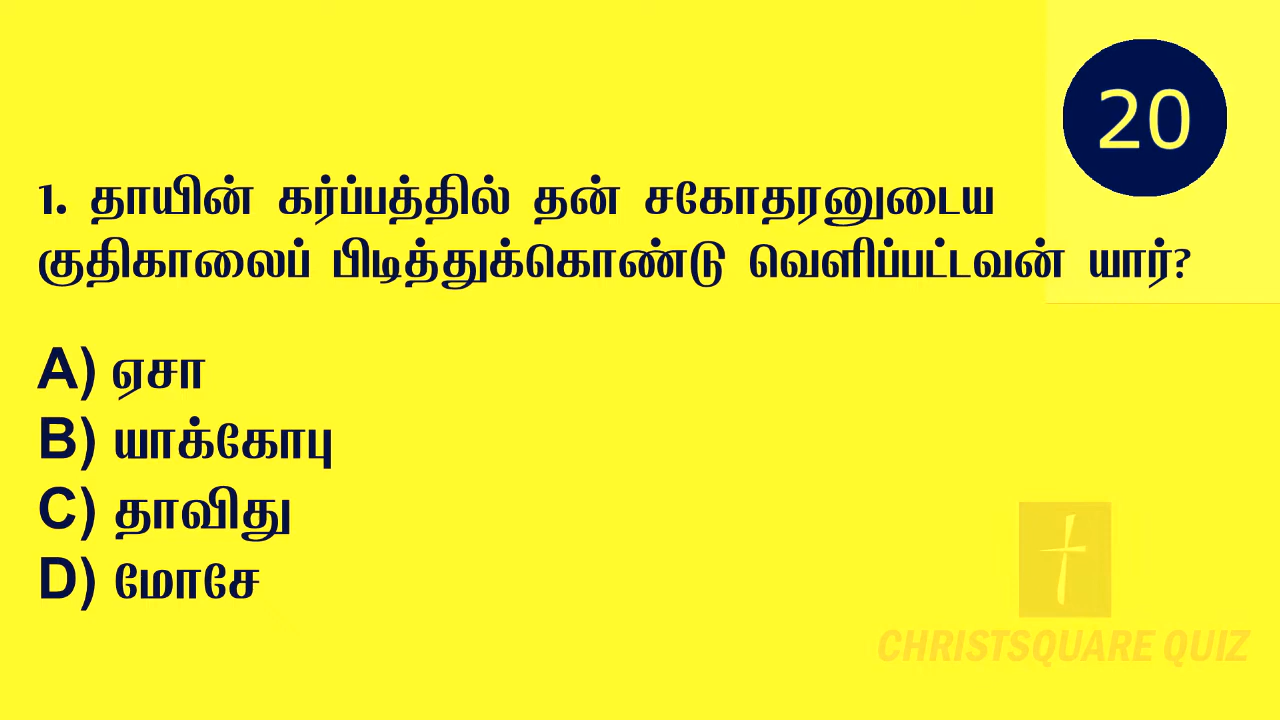 20
1. தாயின் கர்ப்பத்தில் தன் சகோதரனுடைய
குதிகாலைப் பிடித்துக்கொண்டு வெளிப்பட்டவன் யார்?
A) ஏசா
B) யாக்கோபு
C) தாவிது
D) மோசே
CHRISTSQUARE QUIZ